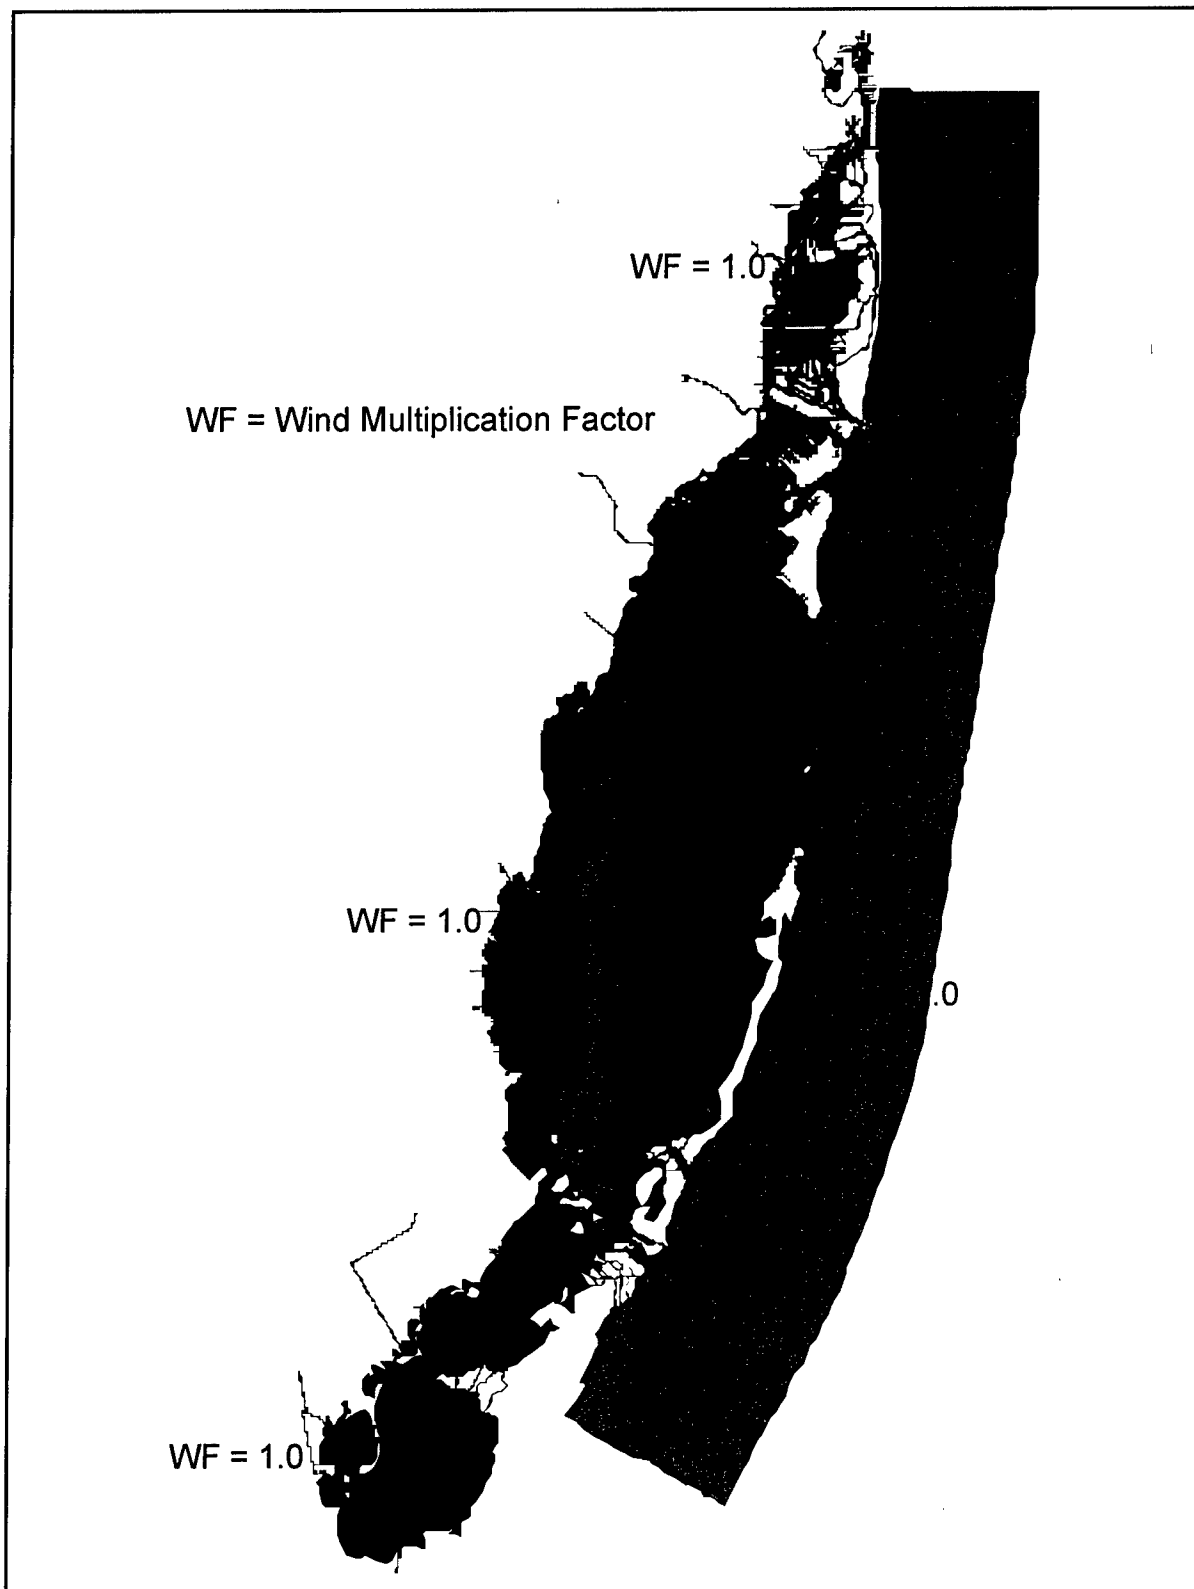 WF = 1.0
WF = Wind Multiplication Factor
WF = 1.0
.0
WF = 1.0